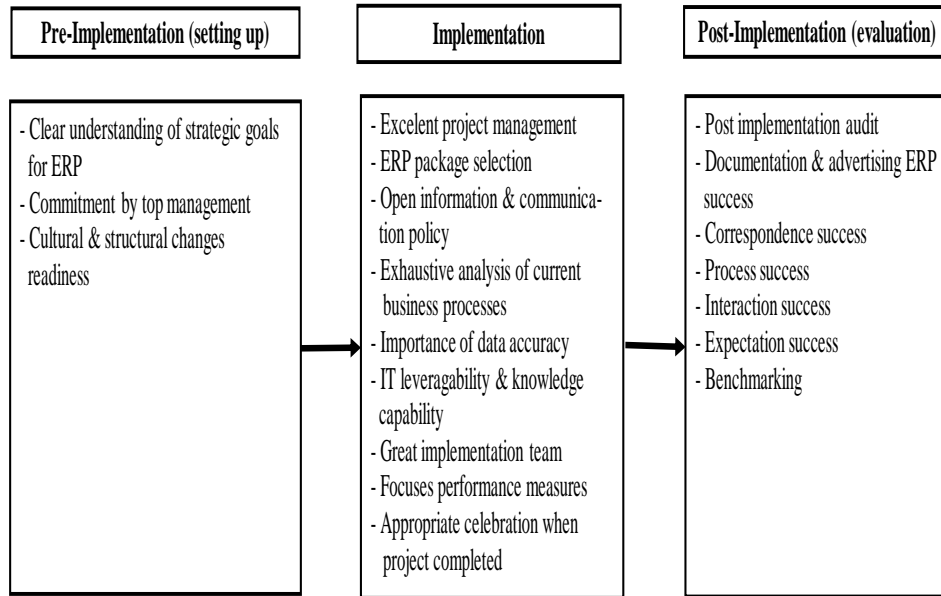 Pre-Implementation (setting up)
- Clear understanding of strategic goals
for ERP
- Commitment by top management
- Cultural & structural changes
readiness
Implementation
- Excelent project management
- ERP package selection
- Open information & communica-
tion policy
- Exhaustive analysis of current
business processes
- Importance of data accuracy
- IT leveragability & knowledge
capability
- Great implementation team
- Focuses performance measures
- Appropriate celebration when
project completed
Post-Implementation (evaluation)
- Post implementation audit
- Documentation & advertising ERP
success
- Correspondence success
- Process success
- Interaction success
- Expectation success
- Benchmarking